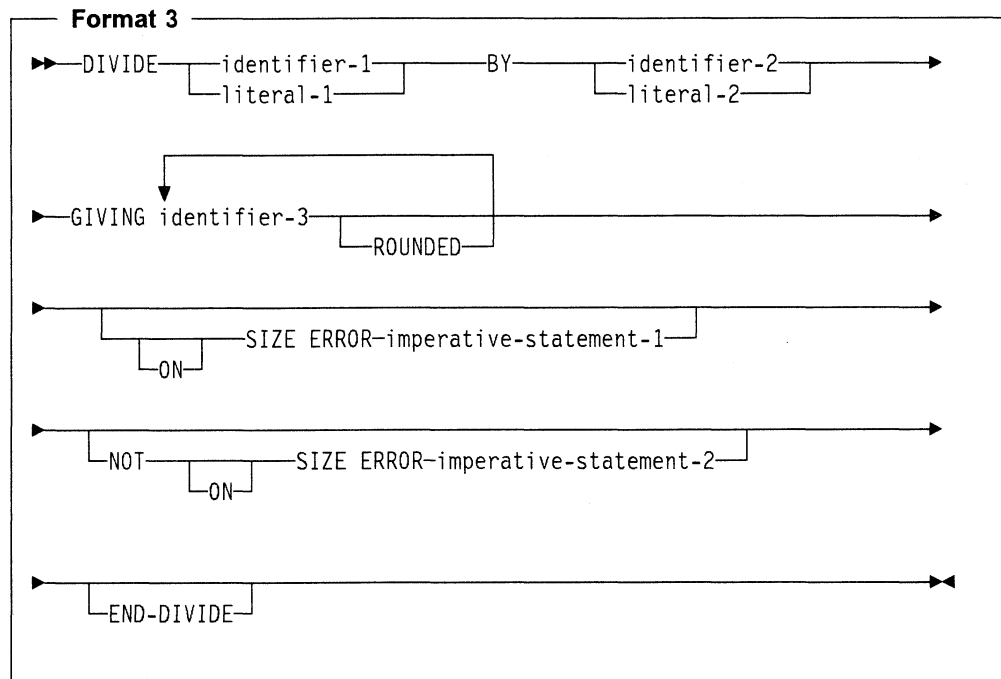 Format 3
DIVIDE identifier-1 BY identifier-2
literal-1 literal-2
GIVING identifier-3
ROUNDED
SIZE ERROR imperative-statement-1
ON
NOT SIZE ERROR imperative-statement-2
ON
END-DIVIDE